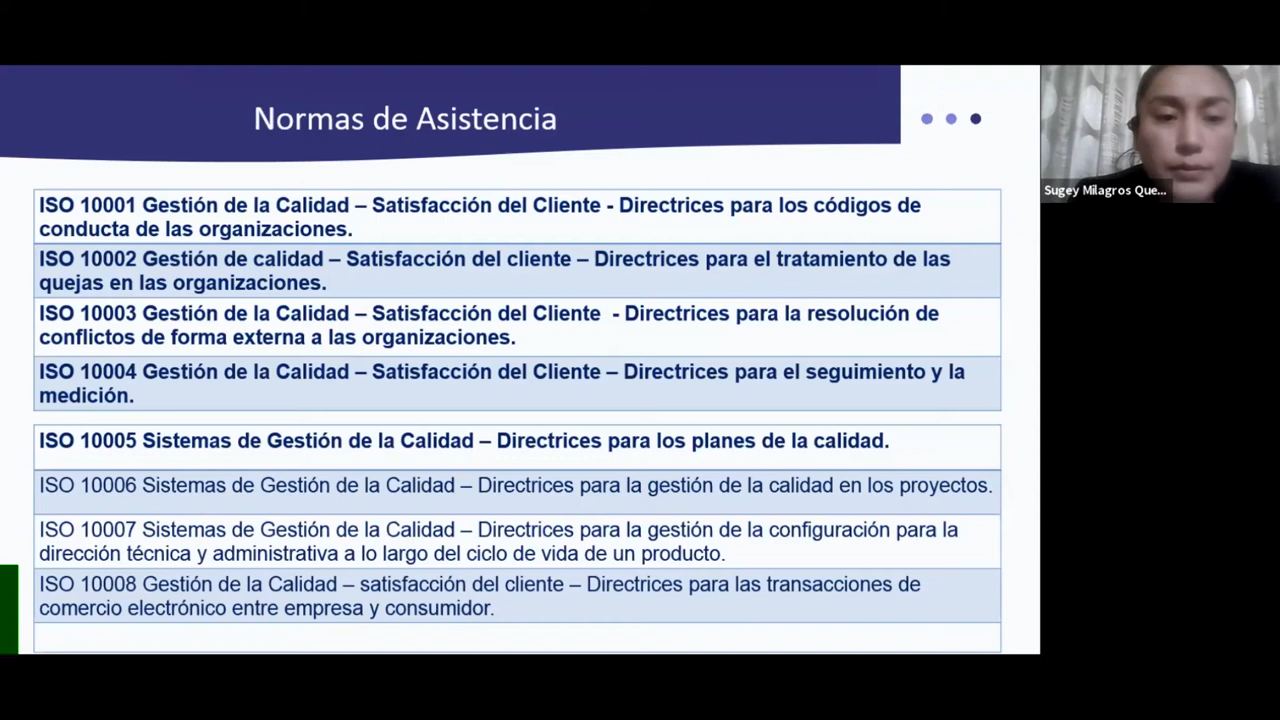 Normas de Asistencia
ISO 10001 Gestión de la Calidad – Satisfacción del Cliente - Directrices para los códigos de
conducta de las organizaciones.
ISO 10002 Gestión de calidad – Satisfacción del cliente – Directrices para el tratamiento de las
quejas en las organizaciones.
ISO 10003 Gestión de la Calidad – Satisfacción del Cliente - Directrices para la resolución de
conflictos de forma externa a las organizaciones.
ISO 10004 Gestión de la Calidad – Satisfacción del Cliente – Directrices para el seguimiento y la
medición.
ISO 10005 Sistemas de Gestión de la Calidad – Directrices para los planes de la calidad.
ISO 10006 Sistemas de Gestión de la Calidad – Directrices para la gestión de la calidad en los proyectos.
ISO 10007 Sistemas de Gestión de la Calidad – Directrices para la gestión de la configuración para la
dirección técnica y administrativa a lo largo del ciclo de vida de un producto.
ISO 10008 Gestión de la Calidad – satisfacción del cliente – Directrices para las transacciones de
comercio electrónico entre empresa y consumidor.
Sugey Milagros Que...